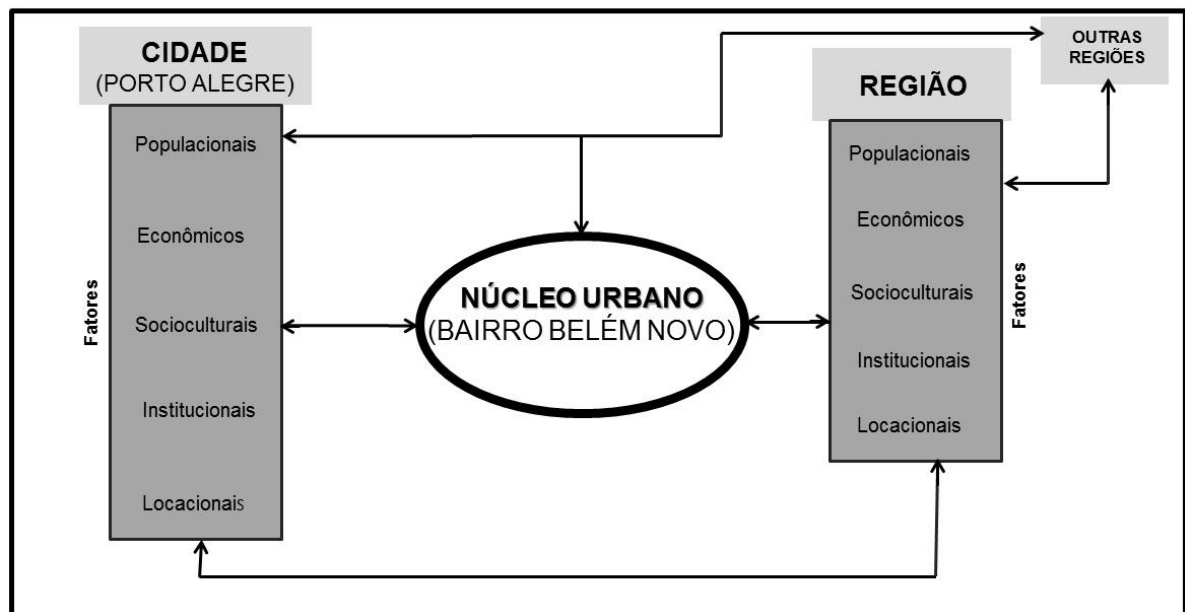 CIDADE
(PORTO ALEGRE)
Populacionais
Econômicos
Socioculturais
Institucionais
Locacionais
Fatores
NÚCLEO URBANO
(BAIRRO BELÉM NOVO)
REGIÃO
Populacionais
Econômicos
Socioculturais
Institucionais
Locacionais
Fatores
OUTRAS
REGIÕES